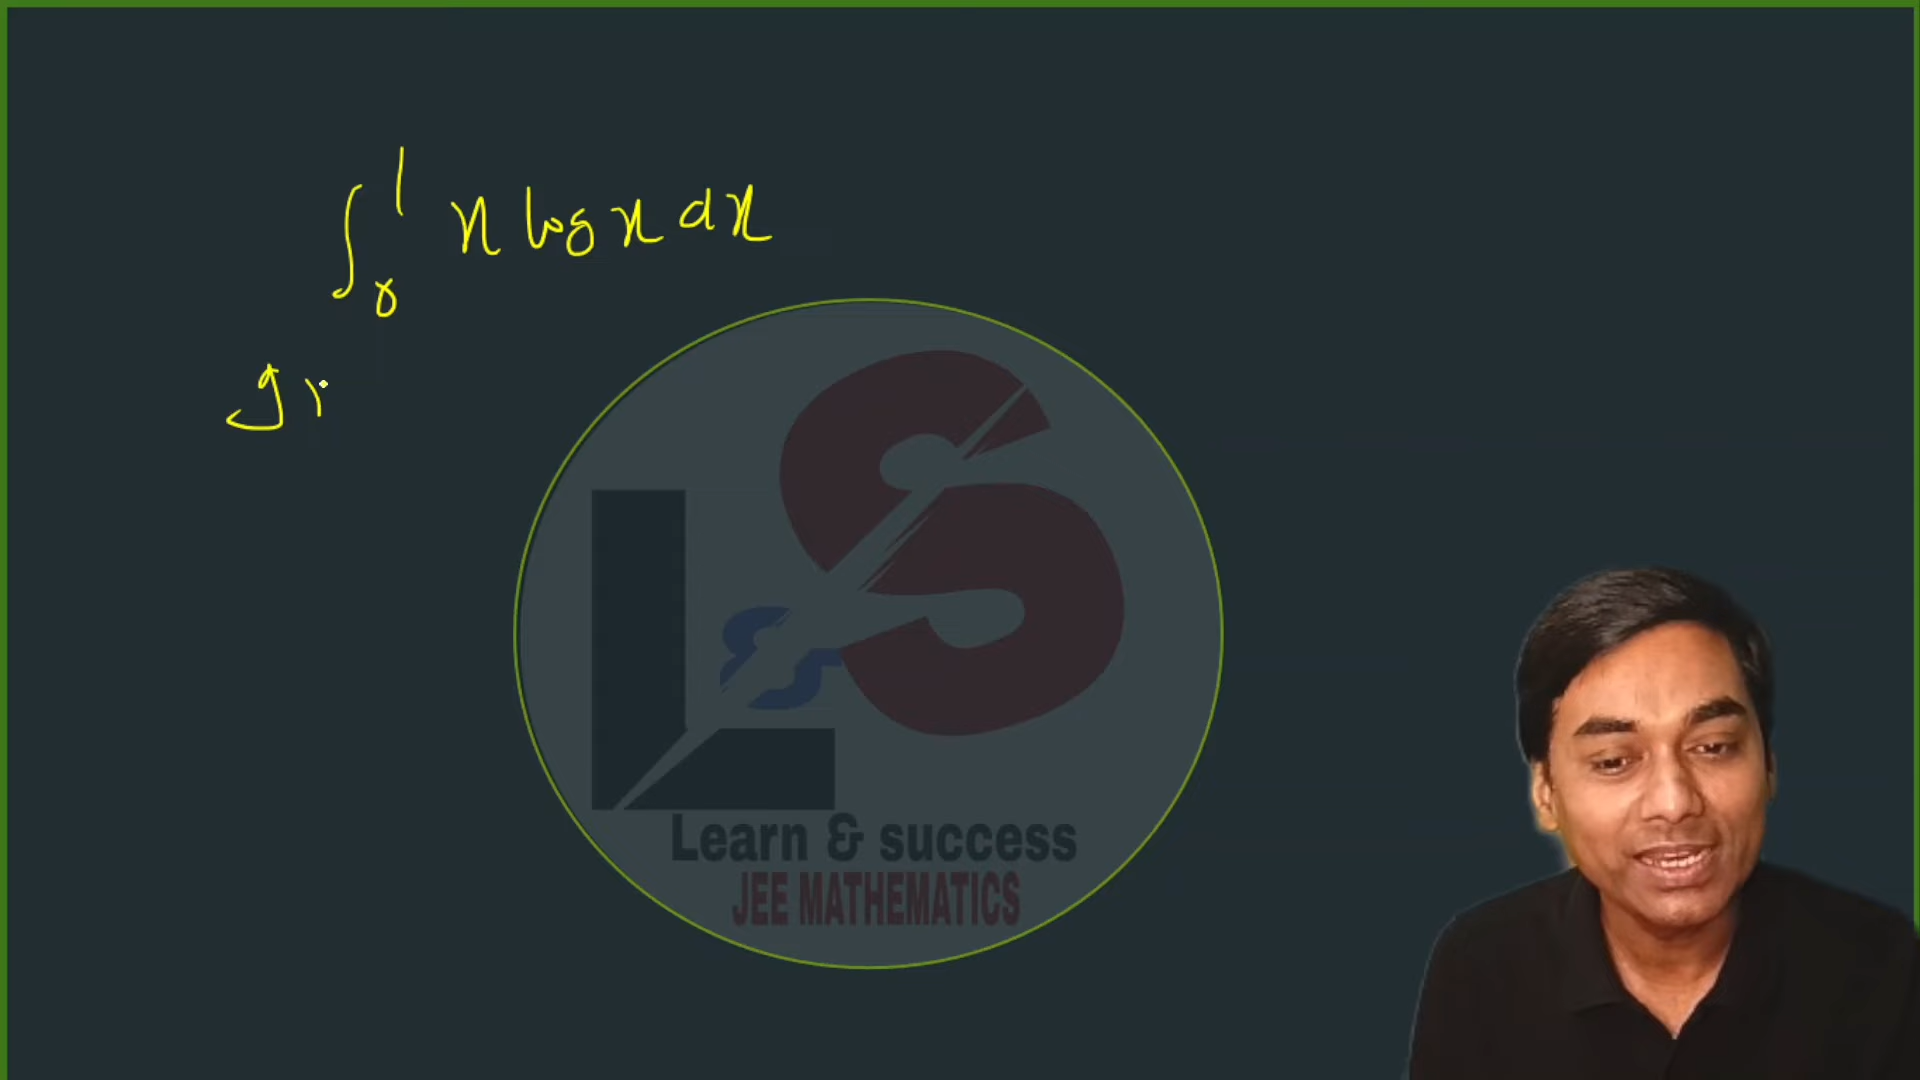 ∫₀¹ x log x dx
Learn & success
JEE MATHEMATICS